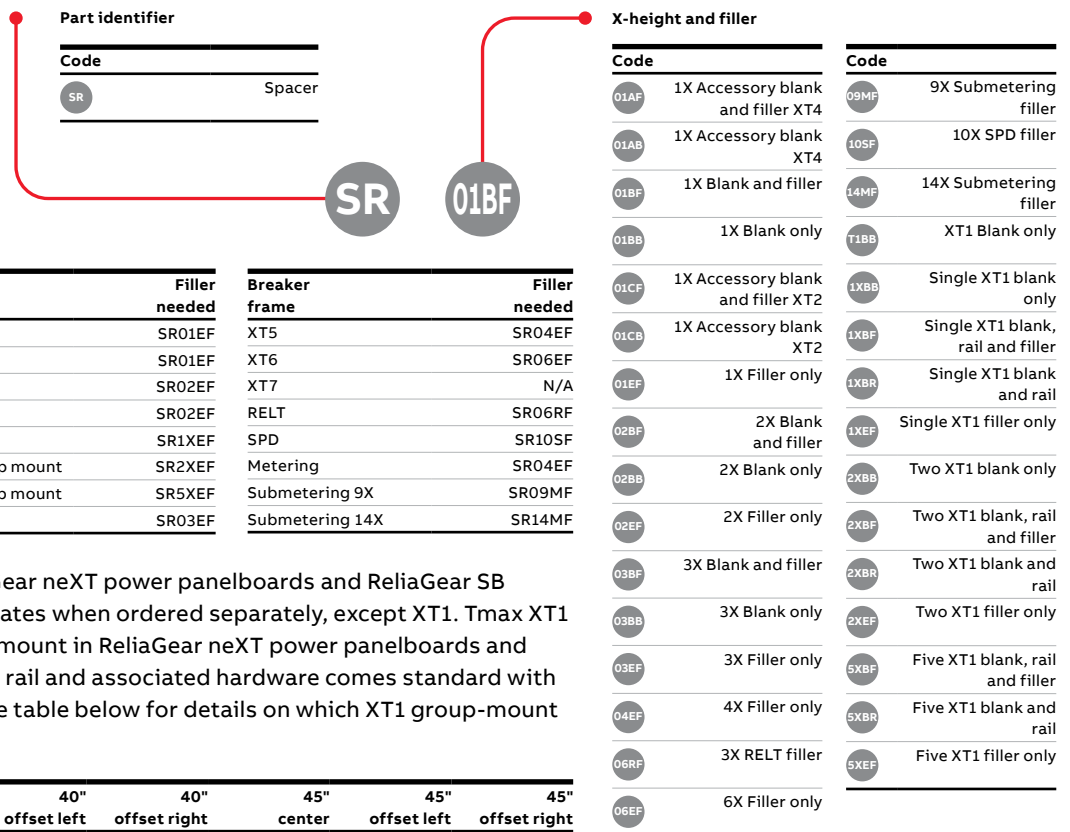 Part identifier
Code
SR Spacer
SR 01BF
Filler needed
SR01EF
SR01EF
SR02EF
SR02EF
SR1XEF
mount SR2XEF
mount SR5XEF
SR03EF
Breaker frame Filler needed
XT5 SR04EF
XT6 SR06EF
XT7 N/A
RELT SR06RF
SPD SR10SF
Metering SR04EF
Submetering 9X SR09MF
Submetering 14X SR14MF
ear neXT power panelboards and ReliaGear SB
ates when ordered separately, except XT1. Tmax XT1
mount in ReliaGear neXT power panelboards and
rail and associated hardware comes standard with
e table below for details on which XT1 group-mount
40" offset left 40" offset right 45" center 45" offset left 45" offset right
X-height and filler
Code
01AF 1X Accessory blank and filler XT4
01AB 1X Accessory blank XT4
01BF 1X Blank and filler
01BB 1X Blank only
01CF 1X Accessory blank and filler XT2
01CB 1X Accessory blank XT2
01EF 1X Filler only
02BF 2X Blank and filler
02BB 2X Blank only
02EF 2X Filler only
03BF 3X Blank and filler
03BB 3X Blank only
03EF 3X Filler only
04EF 4X Filler only
06RF 3X RELT filler
06EF 6X Filler only
Code
09MF 9X Submetering filler
10SF 10X SPD filler
14MF 14X Submetering filler
T1BB XT1 Blank only
1XBB Single XT1 blank only
1XBF Single XT1 blank, rail and filler
1XBR Single XT1 blank and rail
1XEF Single XT1 filler only
2XBB Two XT1 blank only
2XBF Two XT1 blank, rail and filler
2XBR Two XT1 blank and rail
2XEF Two XT1 filler only
5XBF Five XT1 blank, rail and filler
5XBR Five XT1 blank and rail
5XEF Five XT1 filler only